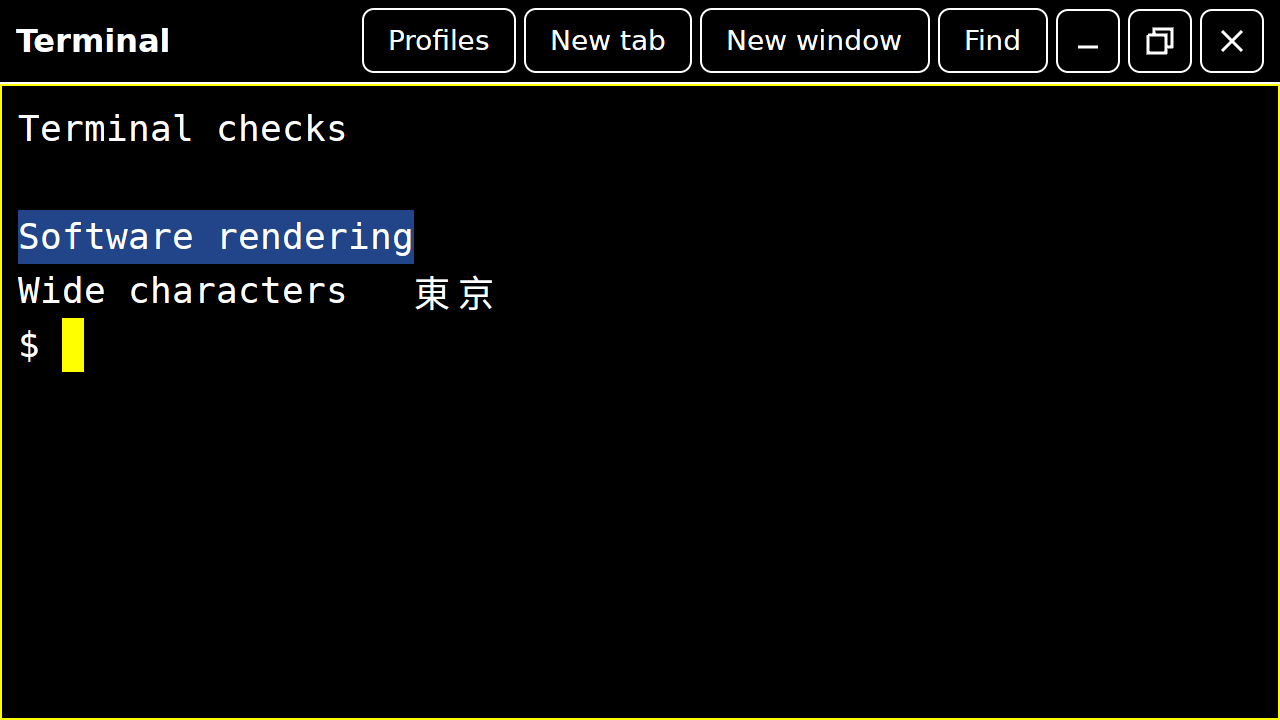 Terminal Profiles New tab New window Find
Terminal checks
Software rendering
Wide characters 東京
$